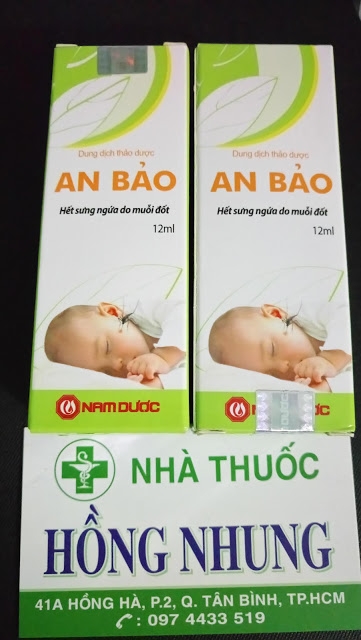 Dung dịch thảo dược
AN BẢO
Hết sưng ngứa do muỗi đốt
12ml
NAM DƯỢC
Dung dịch thảo dược
AN BẢO
Hết sưng ngứa do muỗi đốt
12ml
NAM DƯỢC
NHÀ THUỐC
HỒNG NHUNG
41A HỒNG HÀ, P.2, Q. TÂN BÌNH, TP.HCM
: 097 4433 519